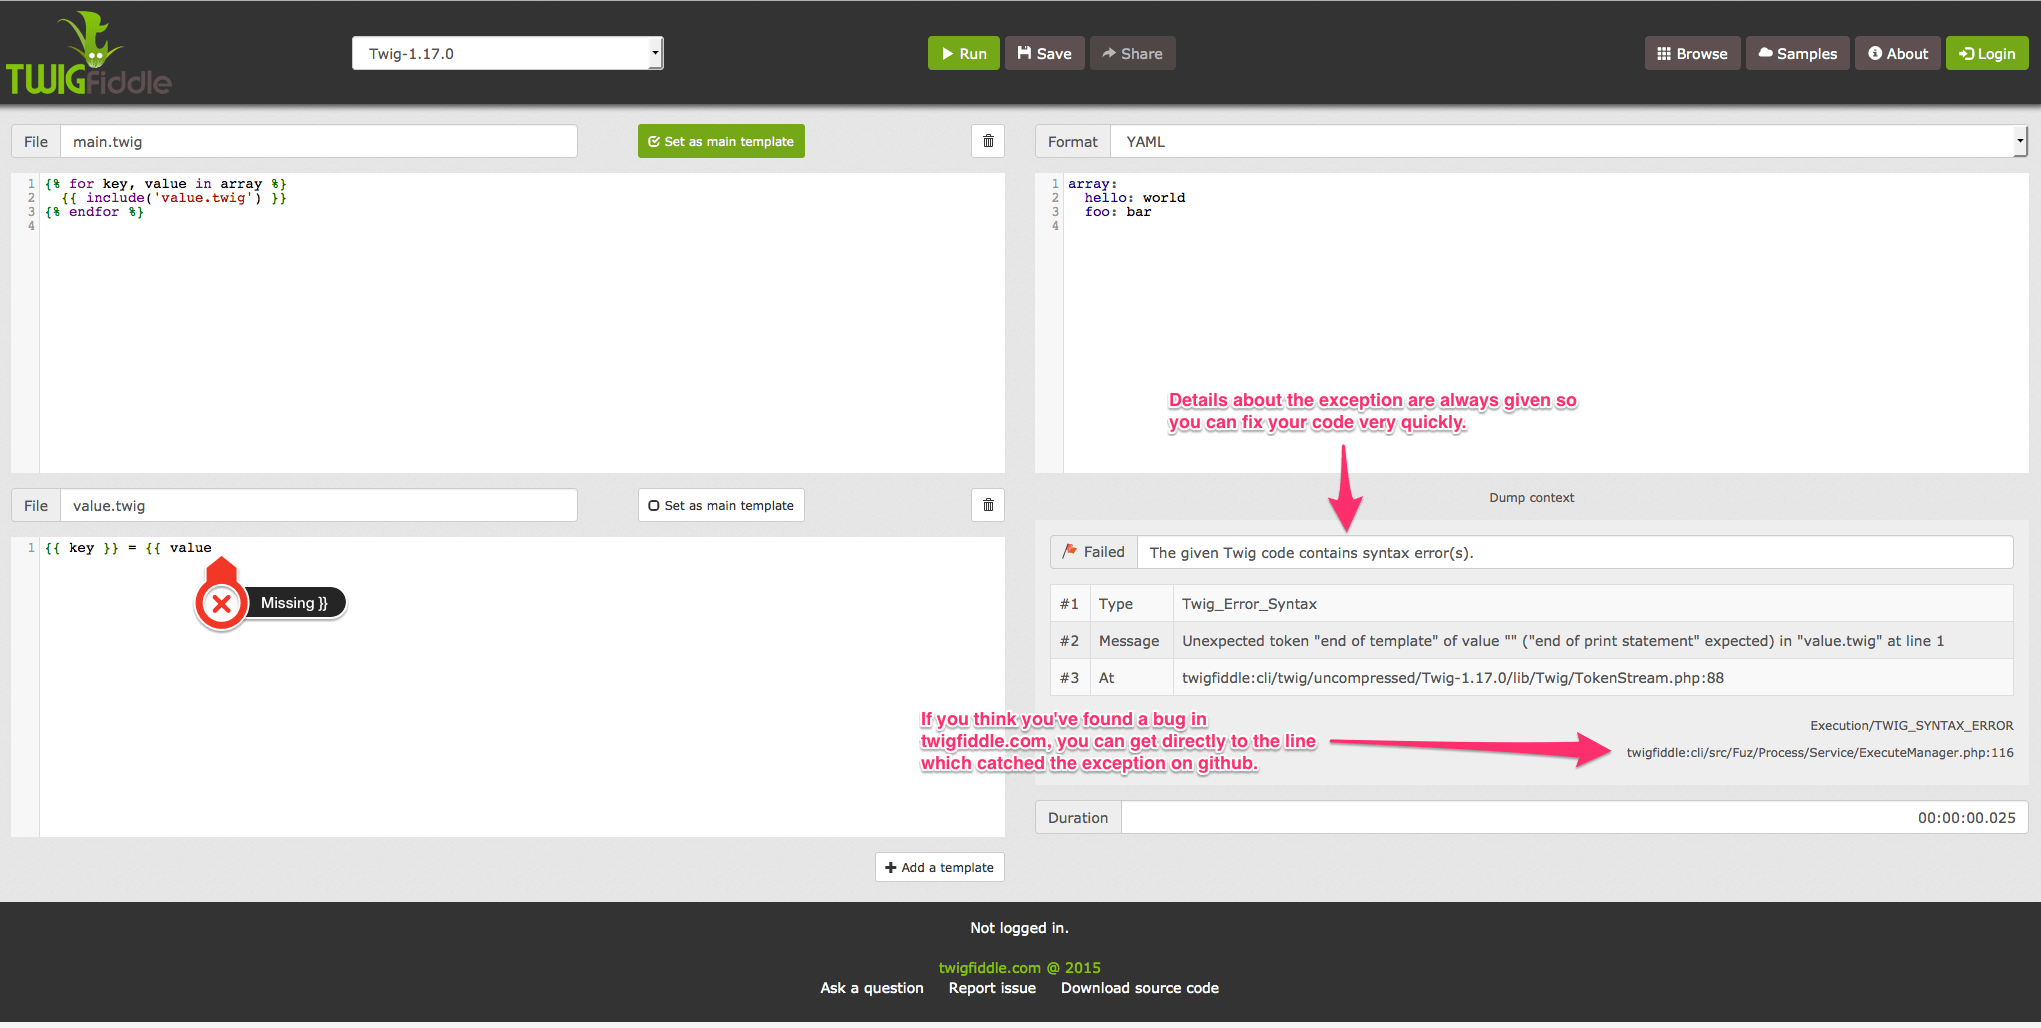 TWIGfiddle
Twig-1.17.0
Run
Save
Share
Browse
Samples
About
Login
File
main.twig
Set as main template
1 {% for key, value in array %}
2   {{ include('value.twig') }}
3 {% endfor %}
4
File
value.twig
Set as main template
1 {{ key }} = {{ value
Missing }}
Add a template
Format
YAML
1 array:
2   hello: world
3   foo: bar
4
Details about the exception are always given so
you can fix your code very quickly.
Dump context
Failed
The given Twig code contains syntax error(s).
#1 Type Twig_Error_Syntax
#2 Message Unexpected token "end of template" of value "" ("end of print statement" expected) in "value.twig" at line 1
#3 At twigfiddle:cli/twig/uncompressed/Twig-1.17.0/lib/Twig/TokenStream.php:88
If you think you've found a bug in
twigfiddle.com, you can get directly to the line
which catched the exception on github.
Execution/TWIG_SYNTAX_ERROR
twigfiddle:cli/src/Fuz/Process/Service/ExecuteManager.php:116
Duration
00:00:00.025
Not logged in.
twigfiddle.com @ 2015
Ask a question Report issue Download source code